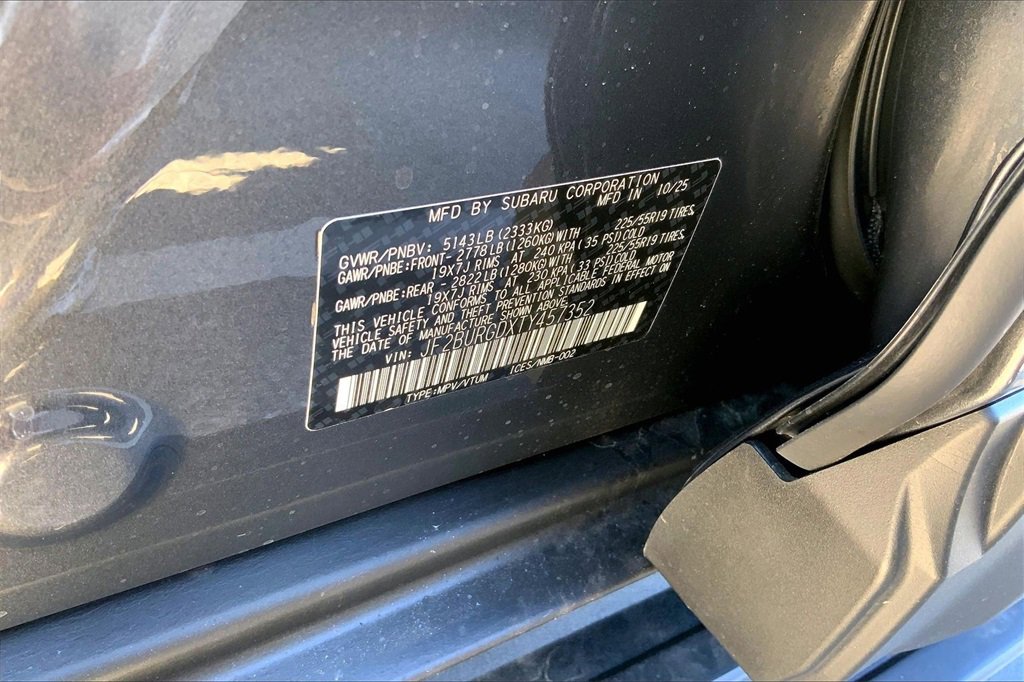 MFD BY SUBARU CORPORATION
MFD IN 10/25
GVWR/PNBV: 5143LB (2333KG)
GAWR/PNBE:FRONT- 2778LB(1260KG)WITH 225/55R19 TIRES,
19X7J RIMS AT 240 KPA(35 PSI)COLD
GAWR/PNBE:REAR - 2822LB(1280KG)WITH 225/55R19 TIRES,
19X7J RIMS AT 230 KPA(33 PSI)COLD
THIS VEHICLE CONFORMS TO ALL APPLICABLE FEDERAL MOTOR
VEHICLE SAFETY AND THEFT PREVENTION STANDARDS IN EFFECT ON
THE DATE OF MANUFACTURE SHOWN ABOVE.
VIN: JF2BURGDXTY457352
TYPE:MPV/VTUM ICES/NMB-002